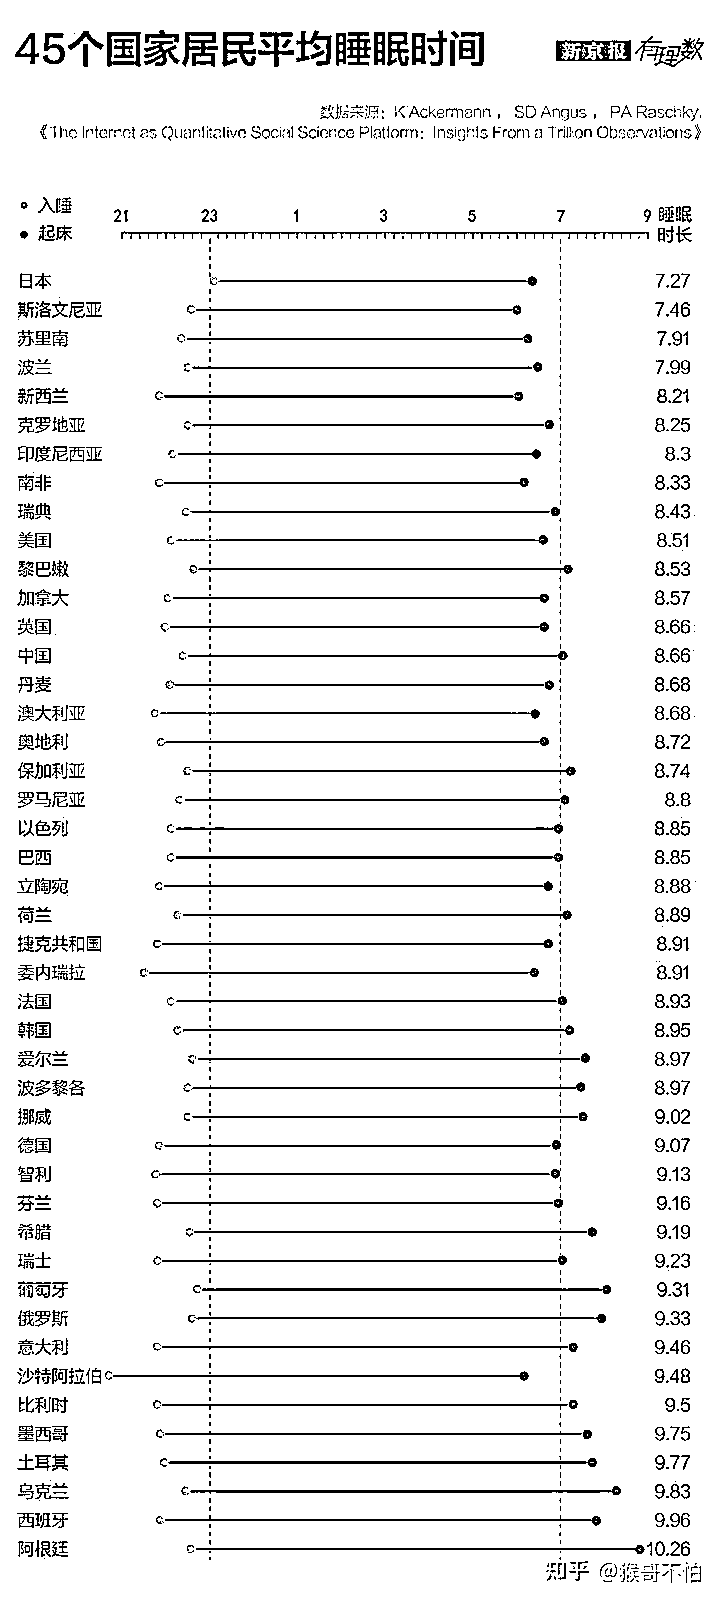 45个国家居民平均睡眠时间
新京报 有理数
数据来源：K Ackermann， SD Angus， PA Raschky,
《The Internet as Quantitative Social Science Platform：Insights From a Trillion Observations》
入睡
起床
21 23 1 3 5 7 9 睡眠时长
日本 7.27
斯洛文尼亚 7.46
苏里南 7.91
波兰 7.99
新西兰 8.21
克罗地亚 8.25
印度尼西亚 8.3
南非 8.33
瑞典 8.43
美国 8.51
黎巴嫩 8.53
加拿大 8.57
英国 8.66
中国 8.66
丹麦 8.68
澳大利亚 8.68
奥地利 8.72
保加利亚 8.74
罗马尼亚 8.8
以色列 8.85
巴西 8.85
立陶宛 8.88
荷兰 8.89
捷克共和国 8.91
委内瑞拉 8.91
法国 8.93
韩国 8.95
爱尔兰 8.97
波多黎各 8.97
挪威 9.02
德国 9.07
智利 9.13
芬兰 9.16
希腊 9.19
瑞士 9.23
葡萄牙 9.31
俄罗斯 9.33
意大利 9.46
沙特阿拉伯 9.48
比利时 9.5
墨西哥 9.75
土耳其 9.77
乌克兰 9.83
西班牙 9.96
阿根廷 10.26
知乎 @猴哥不怕